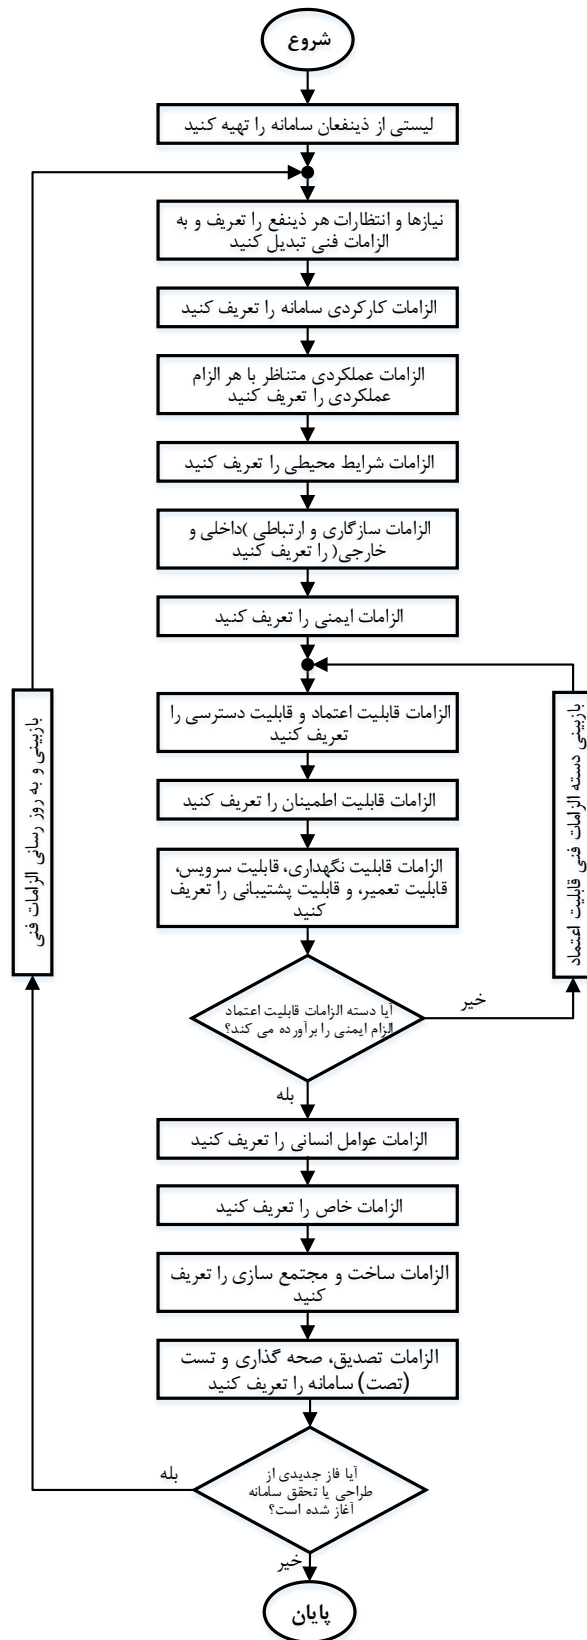 شروع
لیستی از ذینفعان سامانه را تهیه کنید
نیازها و انتظارات هر ذینفع را تعریف و به
الزامات فنی تبدیل کنید
الزامات کارکردی سامانه را تعریف کنید
الزامات عملکردی متناظر با هر الزام
عملکردی را تعریف کنید
الزامات شرایط محیطی را تعریف کنید
الزامات سازگاری و ارتباطی )داخلی و
خارجی( را تعریف کنید
الزامات ایمنی را تعریف کنید
الزامات قابلیت اعتماد و قابلیت دسترسی را
تعریف کنید
الزامات قابلیت اطمینان را تعریف کنید
الزامات قابلیت نگهداری، قابلیت سرویس،
قابلیت تعمیر، و قابلیت پشتیبانی را تعریف
کنید
بازبینی دسته الزامات فنی قابلیت اعتماد
بازبینی و به روز رسانی الزامات فنی
آیا دسته الزامات قابلیت اعتماد
الزام ایمنی را برآورده می کند؟
خیر
بله
الزامات عوامل انسانی را تعریف کنید
الزامات خاص را تعریف کنید
الزامات ساخت و مجتمع سازی را تعریف
کنید
الزامات تصدیق، صحه گذاری و تست
(تصت) سامانه را تعریف کنید
آیا فاز جدیدی از
طراحی یا تحقق سامانه
آغاز شده است؟
بله
خیر
پایان